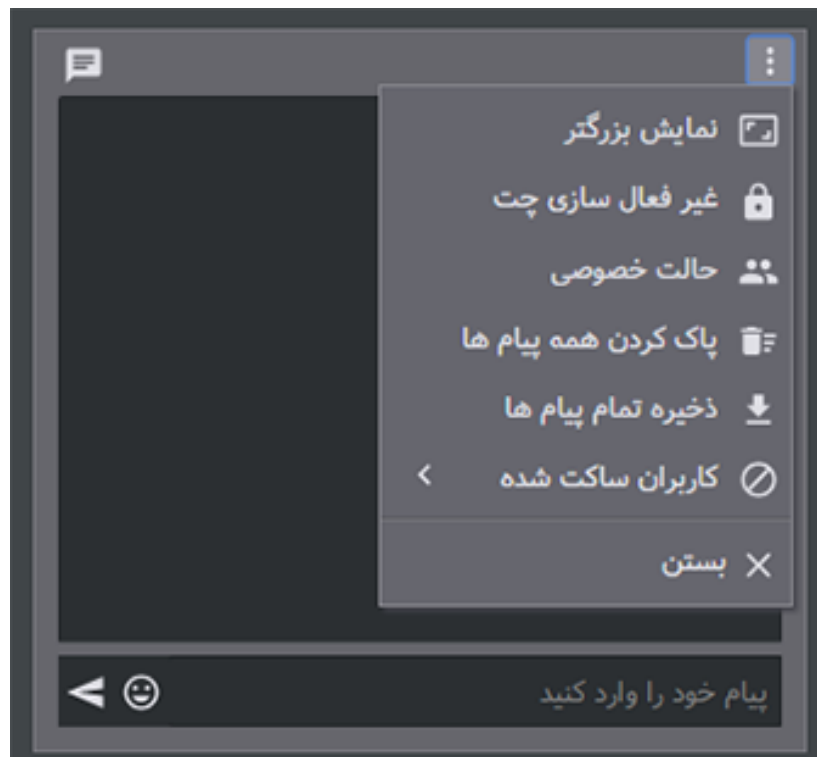 نمایش بزرگتر
غیر فعال سازی چت
حالت خصوصی
پاک کردن همه پیام ها
ذخیره تمام پیام ها
کاربران ساکت شده
بستن
پیام خود را وارد کنید